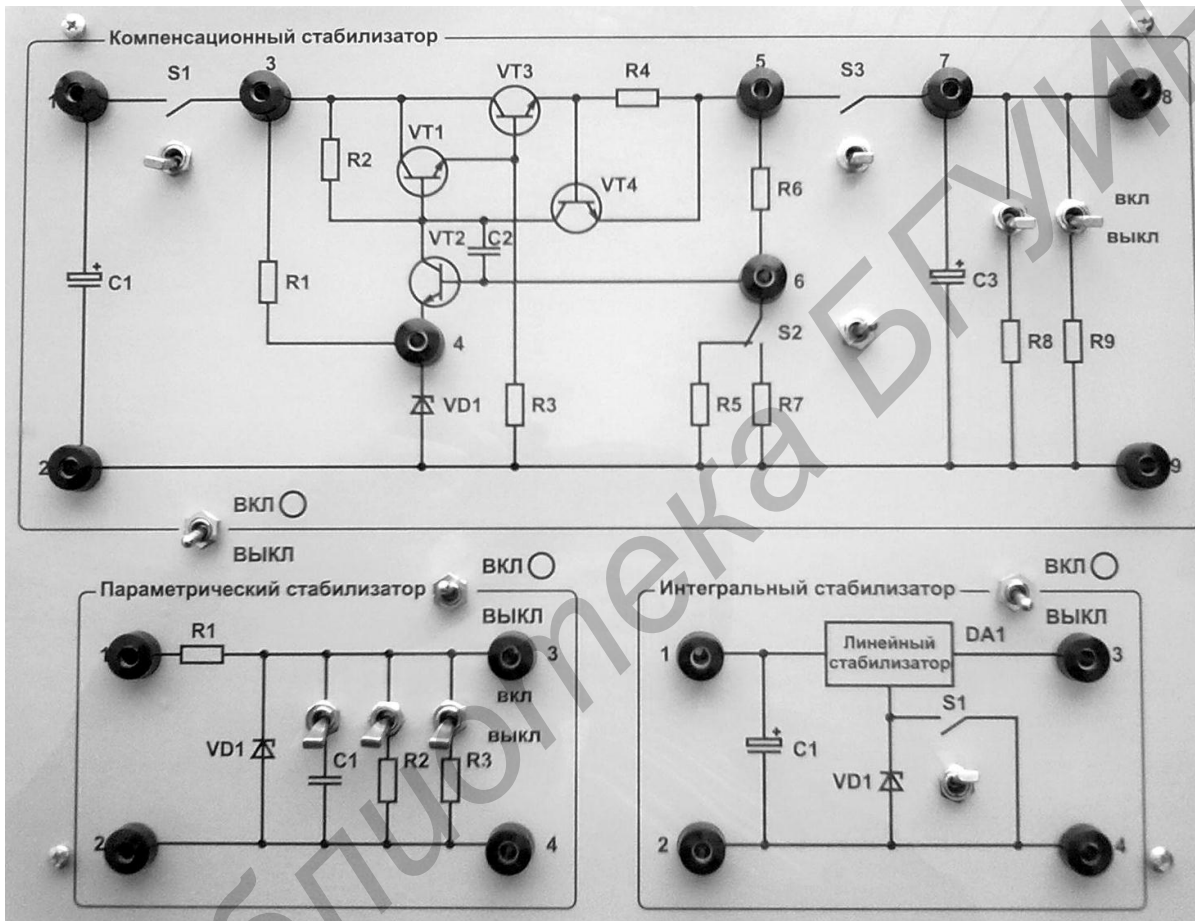 Компенсационный стабилизатор
1
S1
3
VT3
R4
5
S3
7
8
R2
VT1
VT4
R6
ВКЛ
ВЫКЛ
C1
+
R1
VT2
C2
6
C3
+
4
S2
R8
R9
VD1
R3
R5
R7
2
9
ВКЛ
ВЫКЛ
Параметрический стабилизатор
ВКЛ
ВЫКЛ
1
R1
3
ВКЛ
ВЫКЛ
VD1
C1
R2
R3
2
4
Интегральный стабилизатор
ВКЛ
ВЫКЛ
1
Линейный
стабилизатор
DA1
3
S1
+
C1
VD1
2
4
Библиотека БГУИР